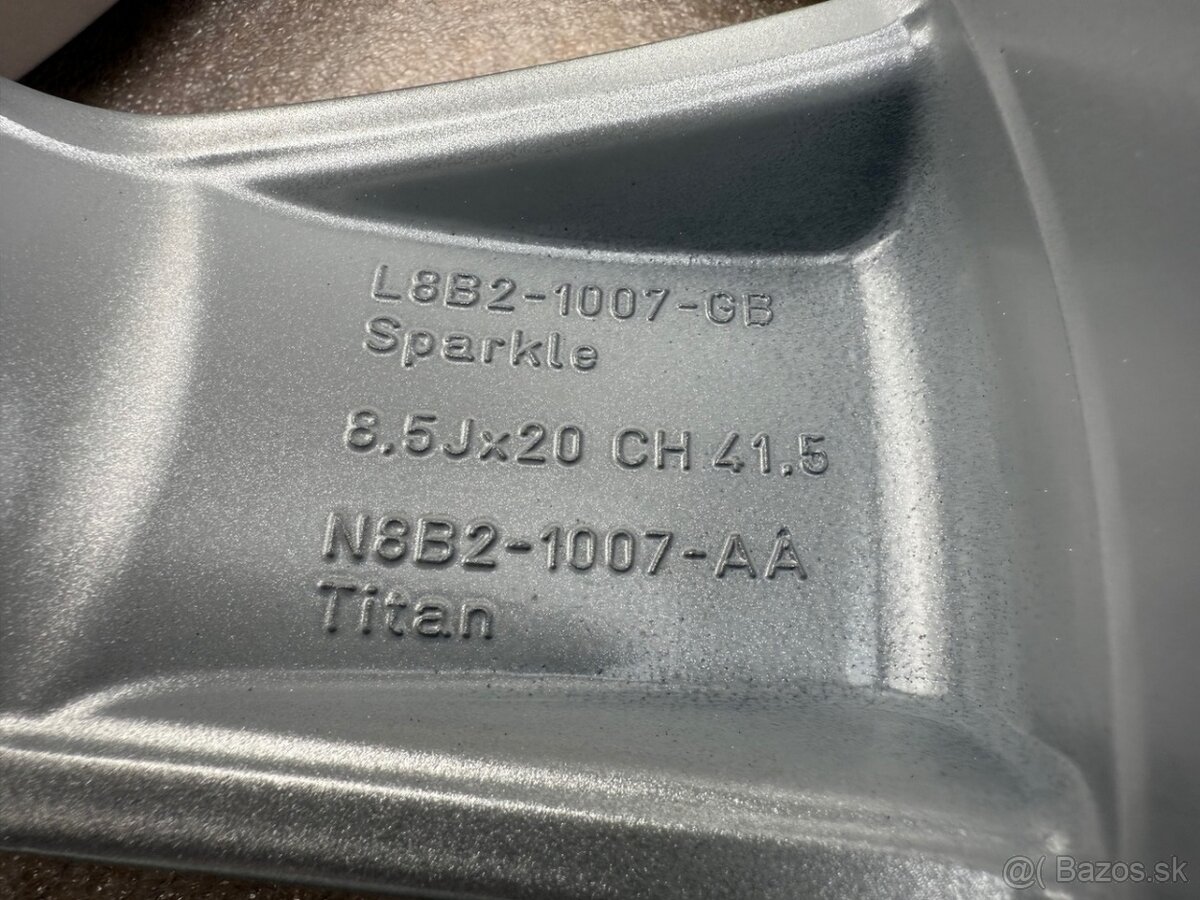 L8B2-1007-GB
Sparkle
8.5Jx20 CH 41.5
N8B2-1007-AA
Titan
@( Bazos.sk